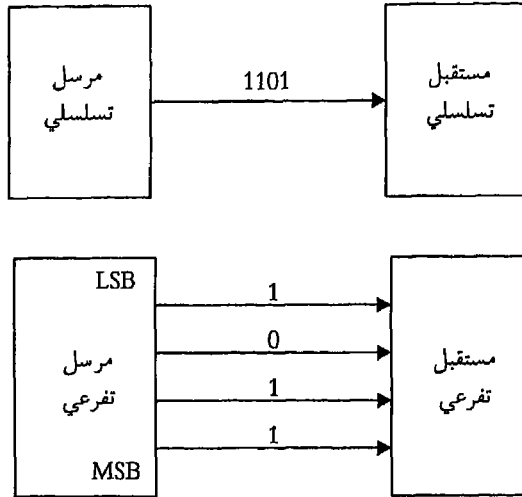 مرسل
تسلسلي
1101
مستقبل
تسلسلي
LSB
مرسل
تفرعي
MSB
1
0
1
1
مستقبل
تفرعي